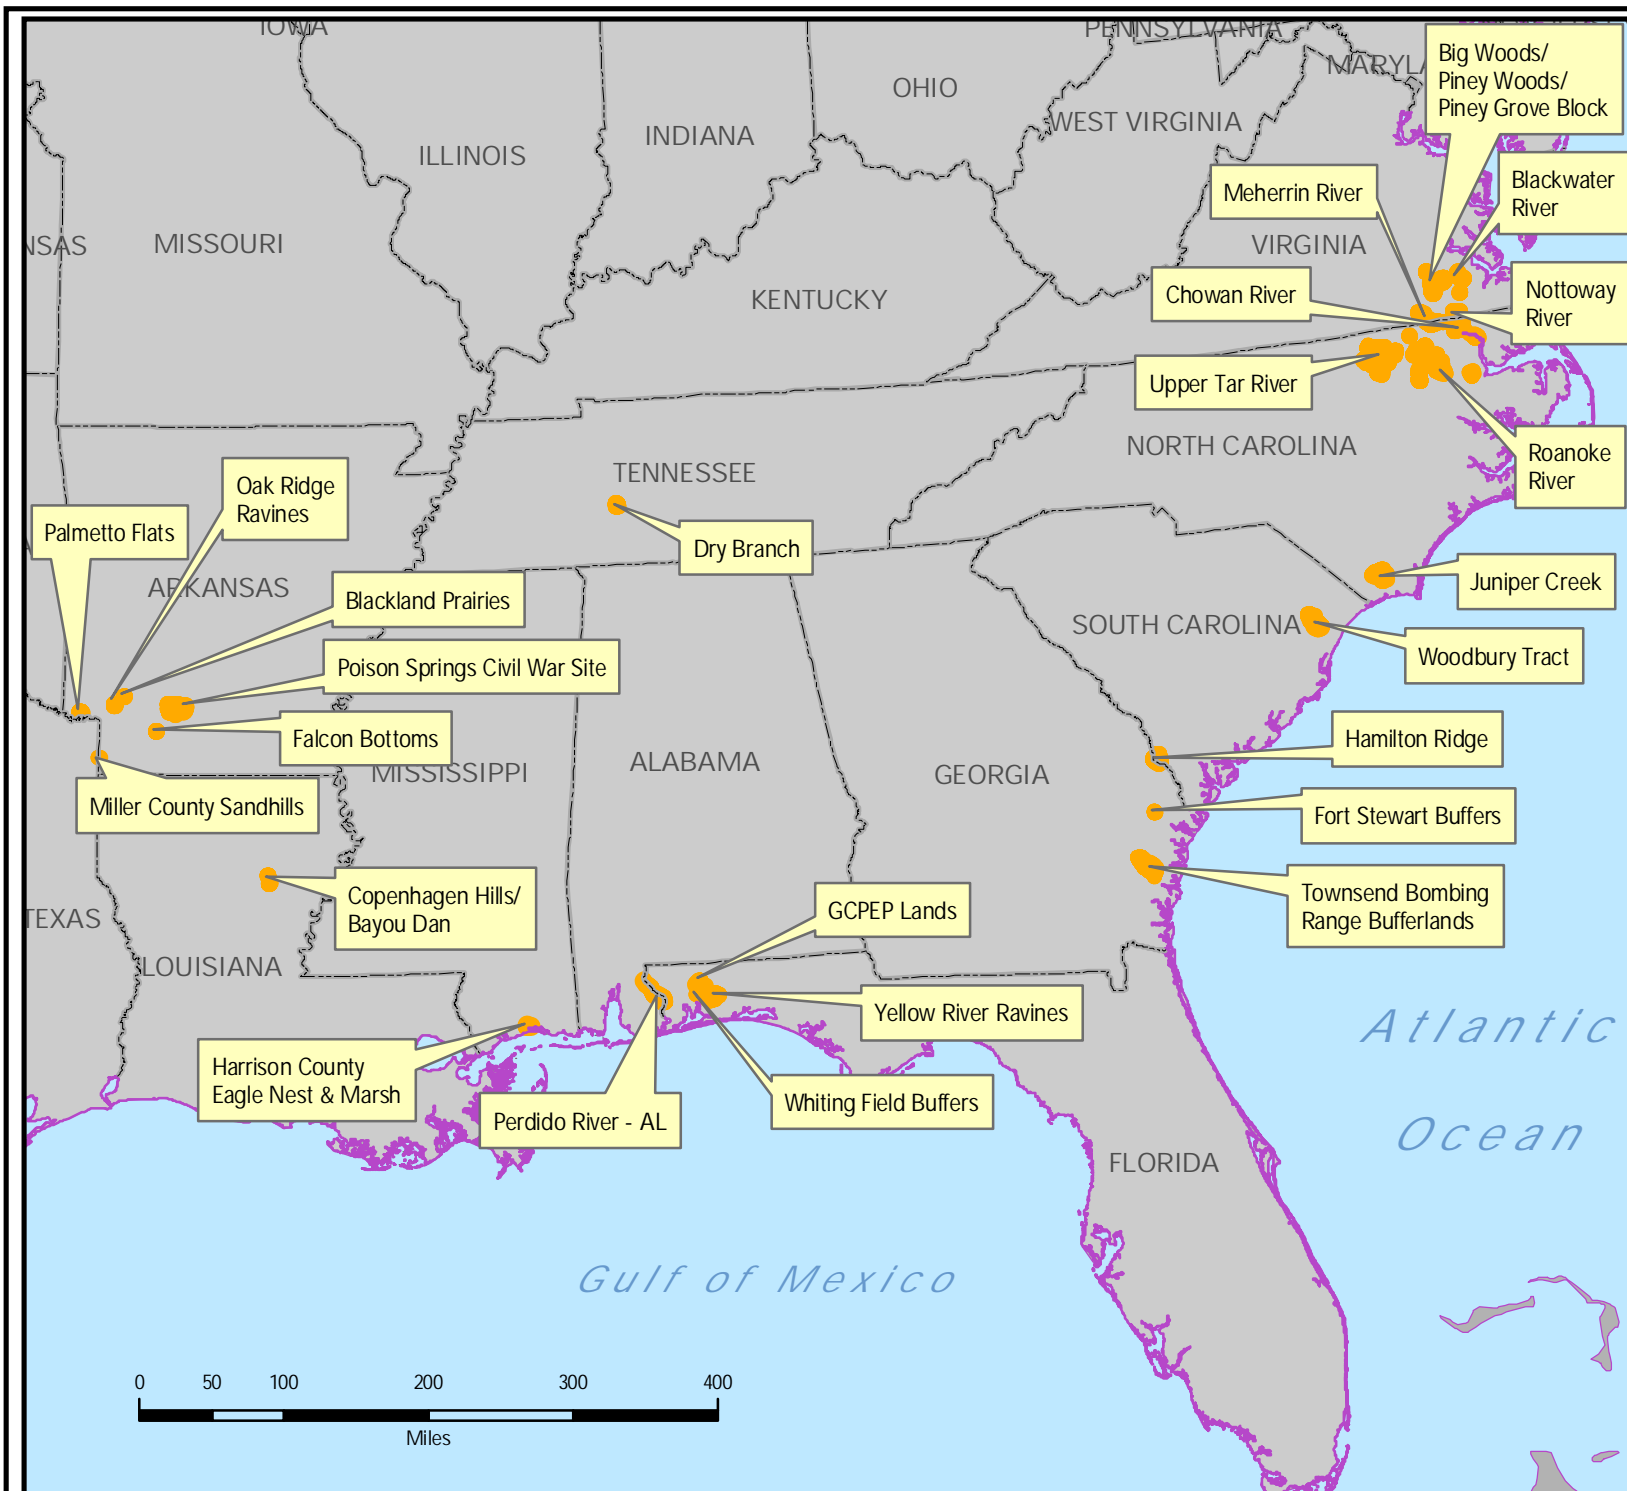 IOWA
PENNSYLVANIA
OHIO
MARYLA
Big Woods/
Piney Woods/
Piney Grove Block
INDIANA
ILLINOIS
WEST VIRGINIA
Meherrin River
Blackwater
River
NSAS
MISSOURI
VIRGINIA
KENTUCKY
Chowan River
Nottoway
River
Upper Tar River
NORTH CAROLINA
Roanoke
River
TENNESSEE
Oak Ridge
Ravines
Palmetto Flats
Dry Branch
ARKANSAS
Blackland Prairies
Juniper Creek
SOUTH CAROLINA
Woodbury Tract
Poison Springs Civil War Site
Falcon Bottoms
Hamilton Ridge
MISSISSIPPI
ALABAMA
GEORGIA
Miller County Sandhills
Fort Stewart Buffers
Copenhagen Hills/
Bayou Dan
GCPEP Lands
Townsend Bombing
Range Bufferlands
TEXAS
LOUISIANA
Yellow River Ravines
Atlantic
Ocean
Harrison County
Eagle Nest & Marsh
Perdido River - AL
Whiting Field Buffers
FLORIDA
Gulf of Mexico
0 50 100 200 300 400
Miles